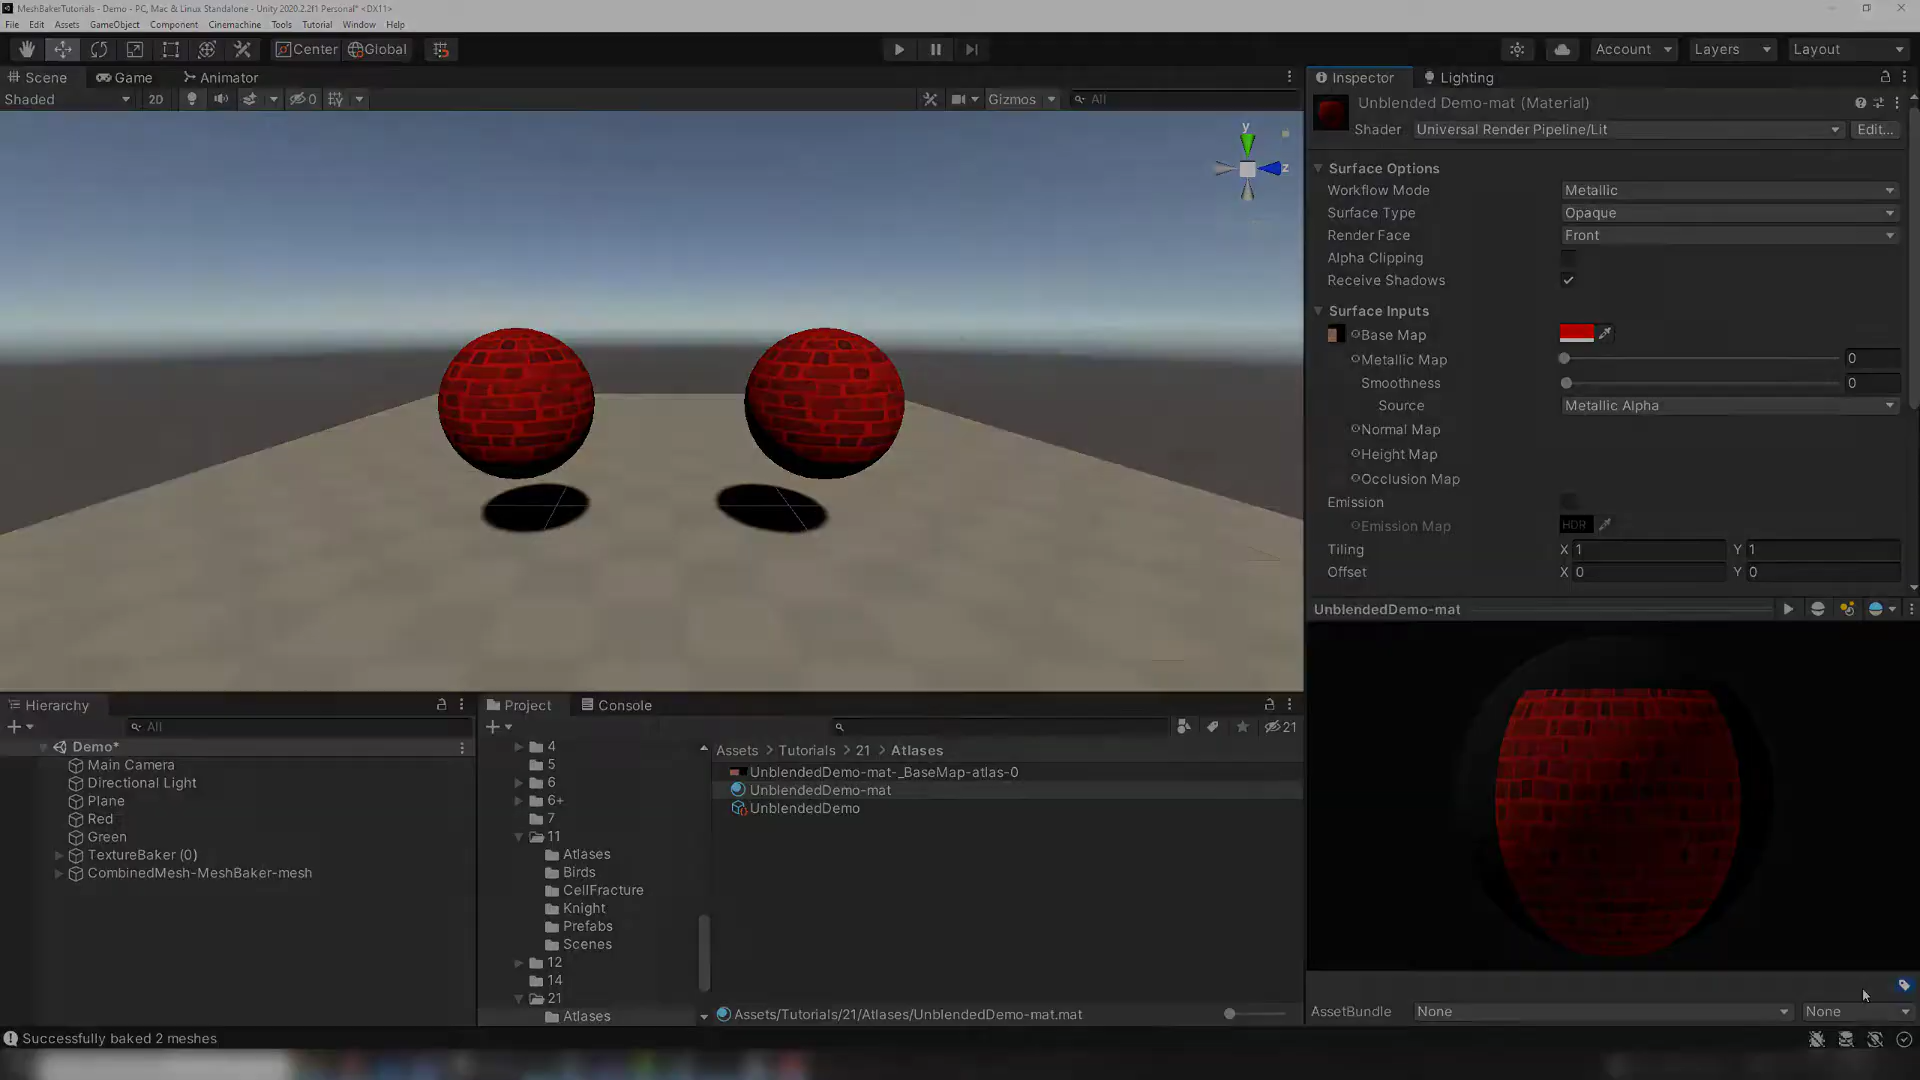 MeshBakerTutorials - Demo - PC, Mac & Linux Standalone - Unity 2020.2.2f1 Personal* <DX11>
File Edit Assets GameObject Component Cinemachine Tools Tutorial Window Help
Center Global Account Layers Layout
Scene Game Animator
Shaded 2D 0 Gizmos All
y
z
Inspector Lighting
Unblended Demo-mat (Material)
Shader Universal Render Pipeline/Lit Edit...
Surface Options
Workflow Mode Metallic
Surface Type Opaque
Render Face Front
Alpha Clipping
Receive Shadows
Surface Inputs
Base Map
Metallic Map 0
Smoothness 0
Source Metallic Alpha
Normal Map
Height Map
Occlusion Map
Emission
Emission Map HDR
Tiling X 1 Y 1
Offset X 0 Y 0
UnblendedDemo-mat
AssetBundle None None
Hierarchy
All
Demo*
Main Camera
Directional Light
Plane
Red
Green
TextureBaker (0)
CombinedMesh-MeshBaker-mesh
Project Console
21
4
5
6
6+
7
11
Atlases
Birds
CellFracture
Knight
Prefabs
Scenes
12
14
21
Atlases
Assets > Tutorials > 21 > Atlases
UnblendedDemo-mat-_BaseMap-atlas-0
UnblendedDemo-mat
UnblendedDemo
Assets/Tutorials/21/Atlases/UnblendedDemo-mat.mat
Successfully baked 2 meshes